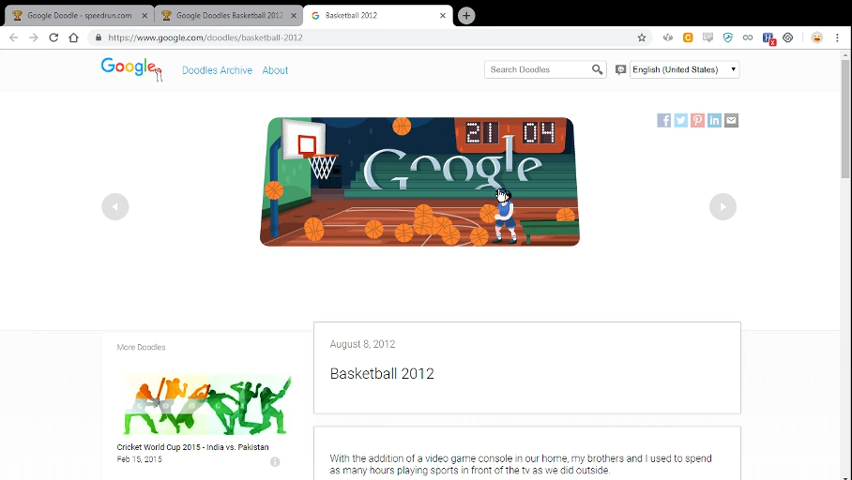 Google Doodle - speedrun.com
Google Doodles Basketball 2012
Basketball 2012
https://www.google.com/doodles/basketball-2012
Google
Doodles Archive
About
Search Doodles
English (United States)
21 04
Google
August 8, 2012
Basketball 2012
More Doodles
Cricket World Cup 2015 - India vs. Pakistan
Feb 15, 2015
With the addition of a video game console in our home, my brothers and I used to spend
as many hours playing sports in front of the tv as we did outside.